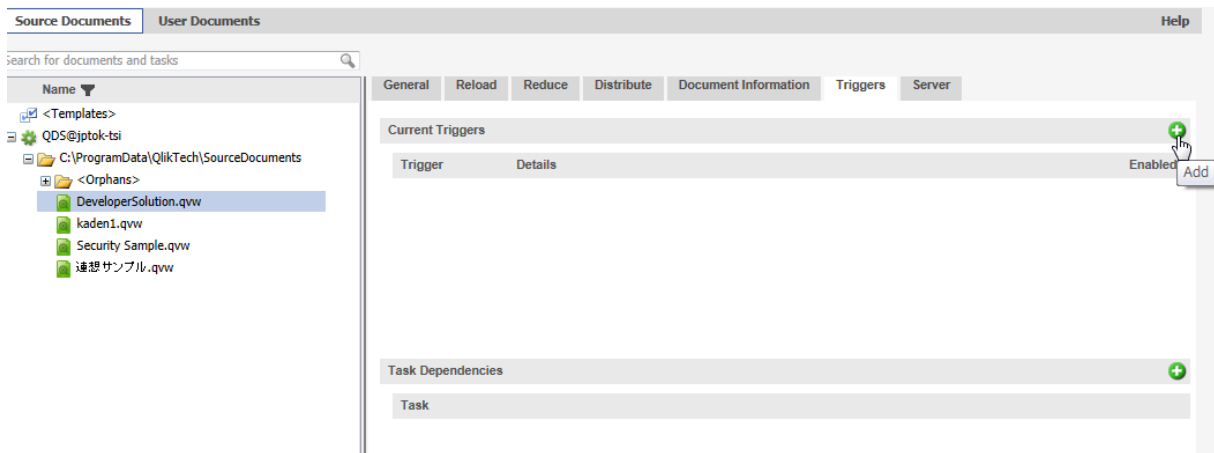 Source Documents User Documents Help
Search for documents and tasks
Name
General Reload Reduce Distribute Document Information Triggers Server
<Templates>
QDS@jptok-tsi
C:\ProgramData\QlikTech\SourceDocuments
<Orphans>
DeveloperSolution.qvw
kaden1.qvw
Security Sample.qvw
連想サンプル.qvw
Current Triggers
Trigger Details Enabled
Add
Task Dependencies
Task